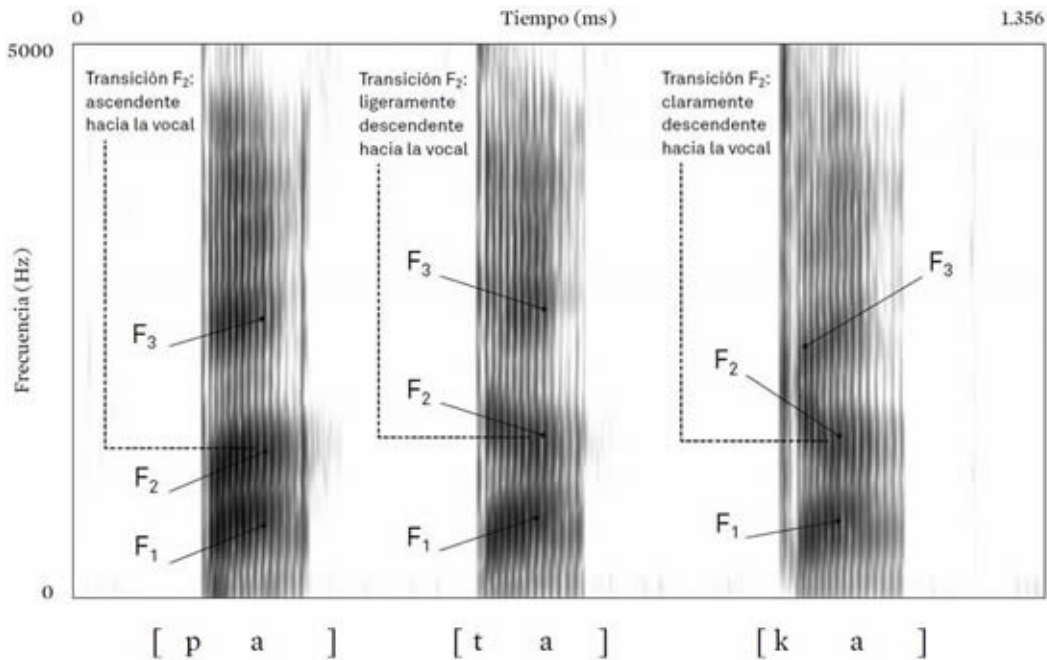 0 Tiempo (ms) 1.356
5000
Transición F₂:
ascendente
hacia la vocal
Transición F₂:
ligeramente
descendente
hacia la vocal
Transición F₂:
claramente
descendente
hacia la vocal
Frecuencia (Hz)
F₃
F₂
F₁
F₃
F₂
F₁
F₃
F₂
F₁
0
[ p a ] [ t a ] [ k a ]